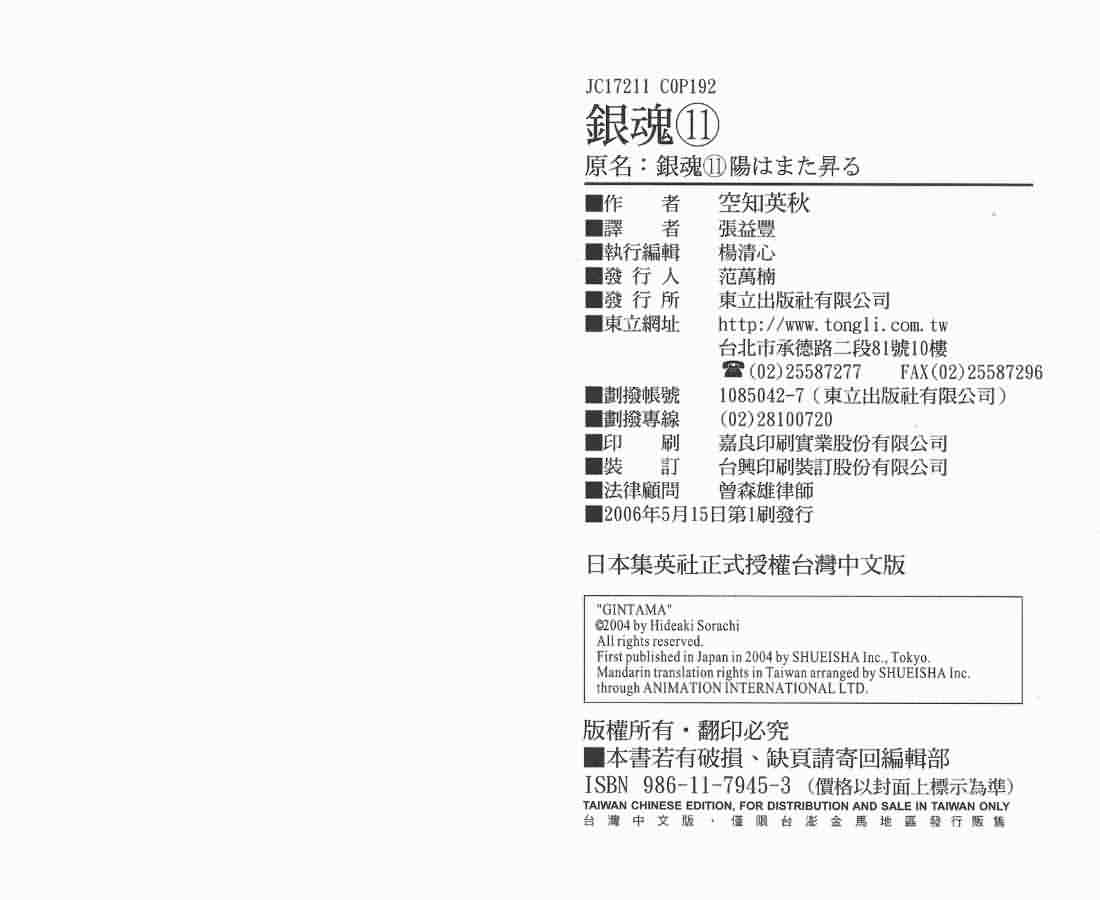 JC17211 C0P192
銀魂⑪
原名：銀魂⑪陽はまた昇る
■作　　者　空知英秋
■譯　　者　張益豐
■執行編輯　楊清心
■發 行 人　范萬楠
■發 行 所　東立出版社有限公司
■東立網址　http://www.tongli.com.tw
台北市承德路二段81號10樓
☎(02)25587277　FAX(02)25587296
■劃撥帳號　1085042-7（東立出版社有限公司）
■劃撥專線　(02)28100720
■印　　刷　嘉良印刷實業股份有限公司
■裝　　訂　台興印刷裝訂股份有限公司
■法律顧問　曾森雄律師
■2006年5月15日第1刷發行
日本集英社正式授權台灣中文版
"GINTAMA"
©2004 by Hideaki Sorachi
All rights reserved.
First published in Japan in 2004 by SHUEISHA Inc., Tokyo.
Mandarin translation rights in Taiwan arranged by SHUEISHA Inc.
through ANIMATION INTERNATIONAL LTD.
版權所有・翻印必究
■本書若有破損、缺頁請寄回編輯部
ISBN 986-11-7945-3（價格以封面上標示為準）
TAIWAN CHINESE EDITION, FOR DISTRIBUTION AND SALE IN TAIWAN ONLY
台灣中文版，僅限台澎金馬地區發行販售